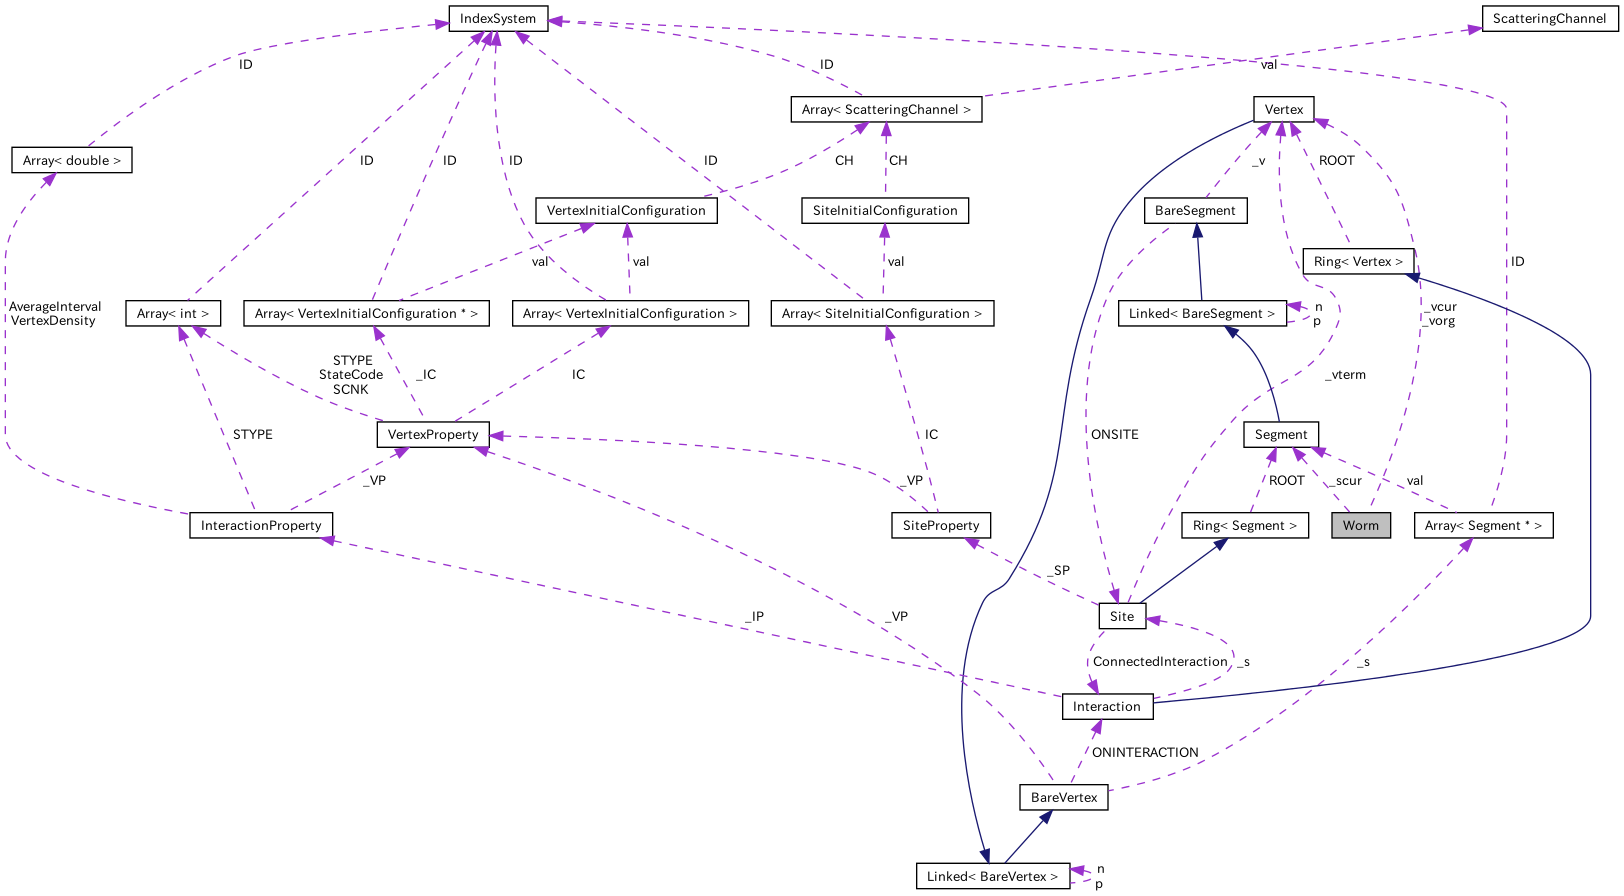 IndexSystem
ScatteringChannel
ID
ID
val
Array< ScatteringChannel >
Vertex
Array< double >
ID
ID
ID
ID
CH
CH
_v
ROOT
VertexInitialConfiguration
SiteInitialConfiguration
BareSegment
val
val
val
Ring< Vertex >
ID
AverageInterval
VertexDensity
Array< int >
Array< VertexInitialConfiguration * >
Array< VertexInitialConfiguration >
Array< SiteInitialConfiguration >
Linked< BareSegment >
n
p
_vcur
_vorg
STYPE
StateCode
SCNK
_IC
IC
_vterm
STYPE
VertexProperty
IC
ONSITE
Segment
_VP
_VP
ROOT
_scur
val
InteractionProperty
SiteProperty
Ring< Segment >
Worm
Array< Segment * >
_SP
_IP
_VP
Site
ConnectedInteraction
_s
_s
Interaction
ONINTERACTION
BareVertex
Linked< BareVertex >
n
p